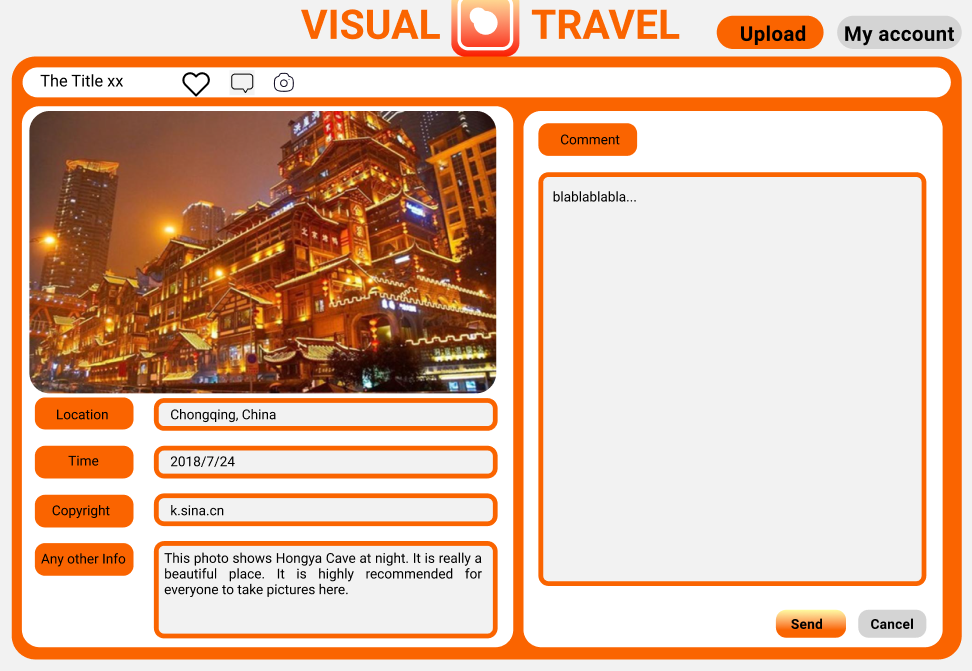 VISUAL TRAVEL
Upload
My account
The Title xx
Location
Chongqing, China
Time
2018/7/24
Copyright
k.sina.cn
Any other Info
This photo shows Hongya Cave at night. It is really a
beautiful place. It is highly recommended for
everyone to take pictures here.
Comment
blablablabla...
Send
Cancel